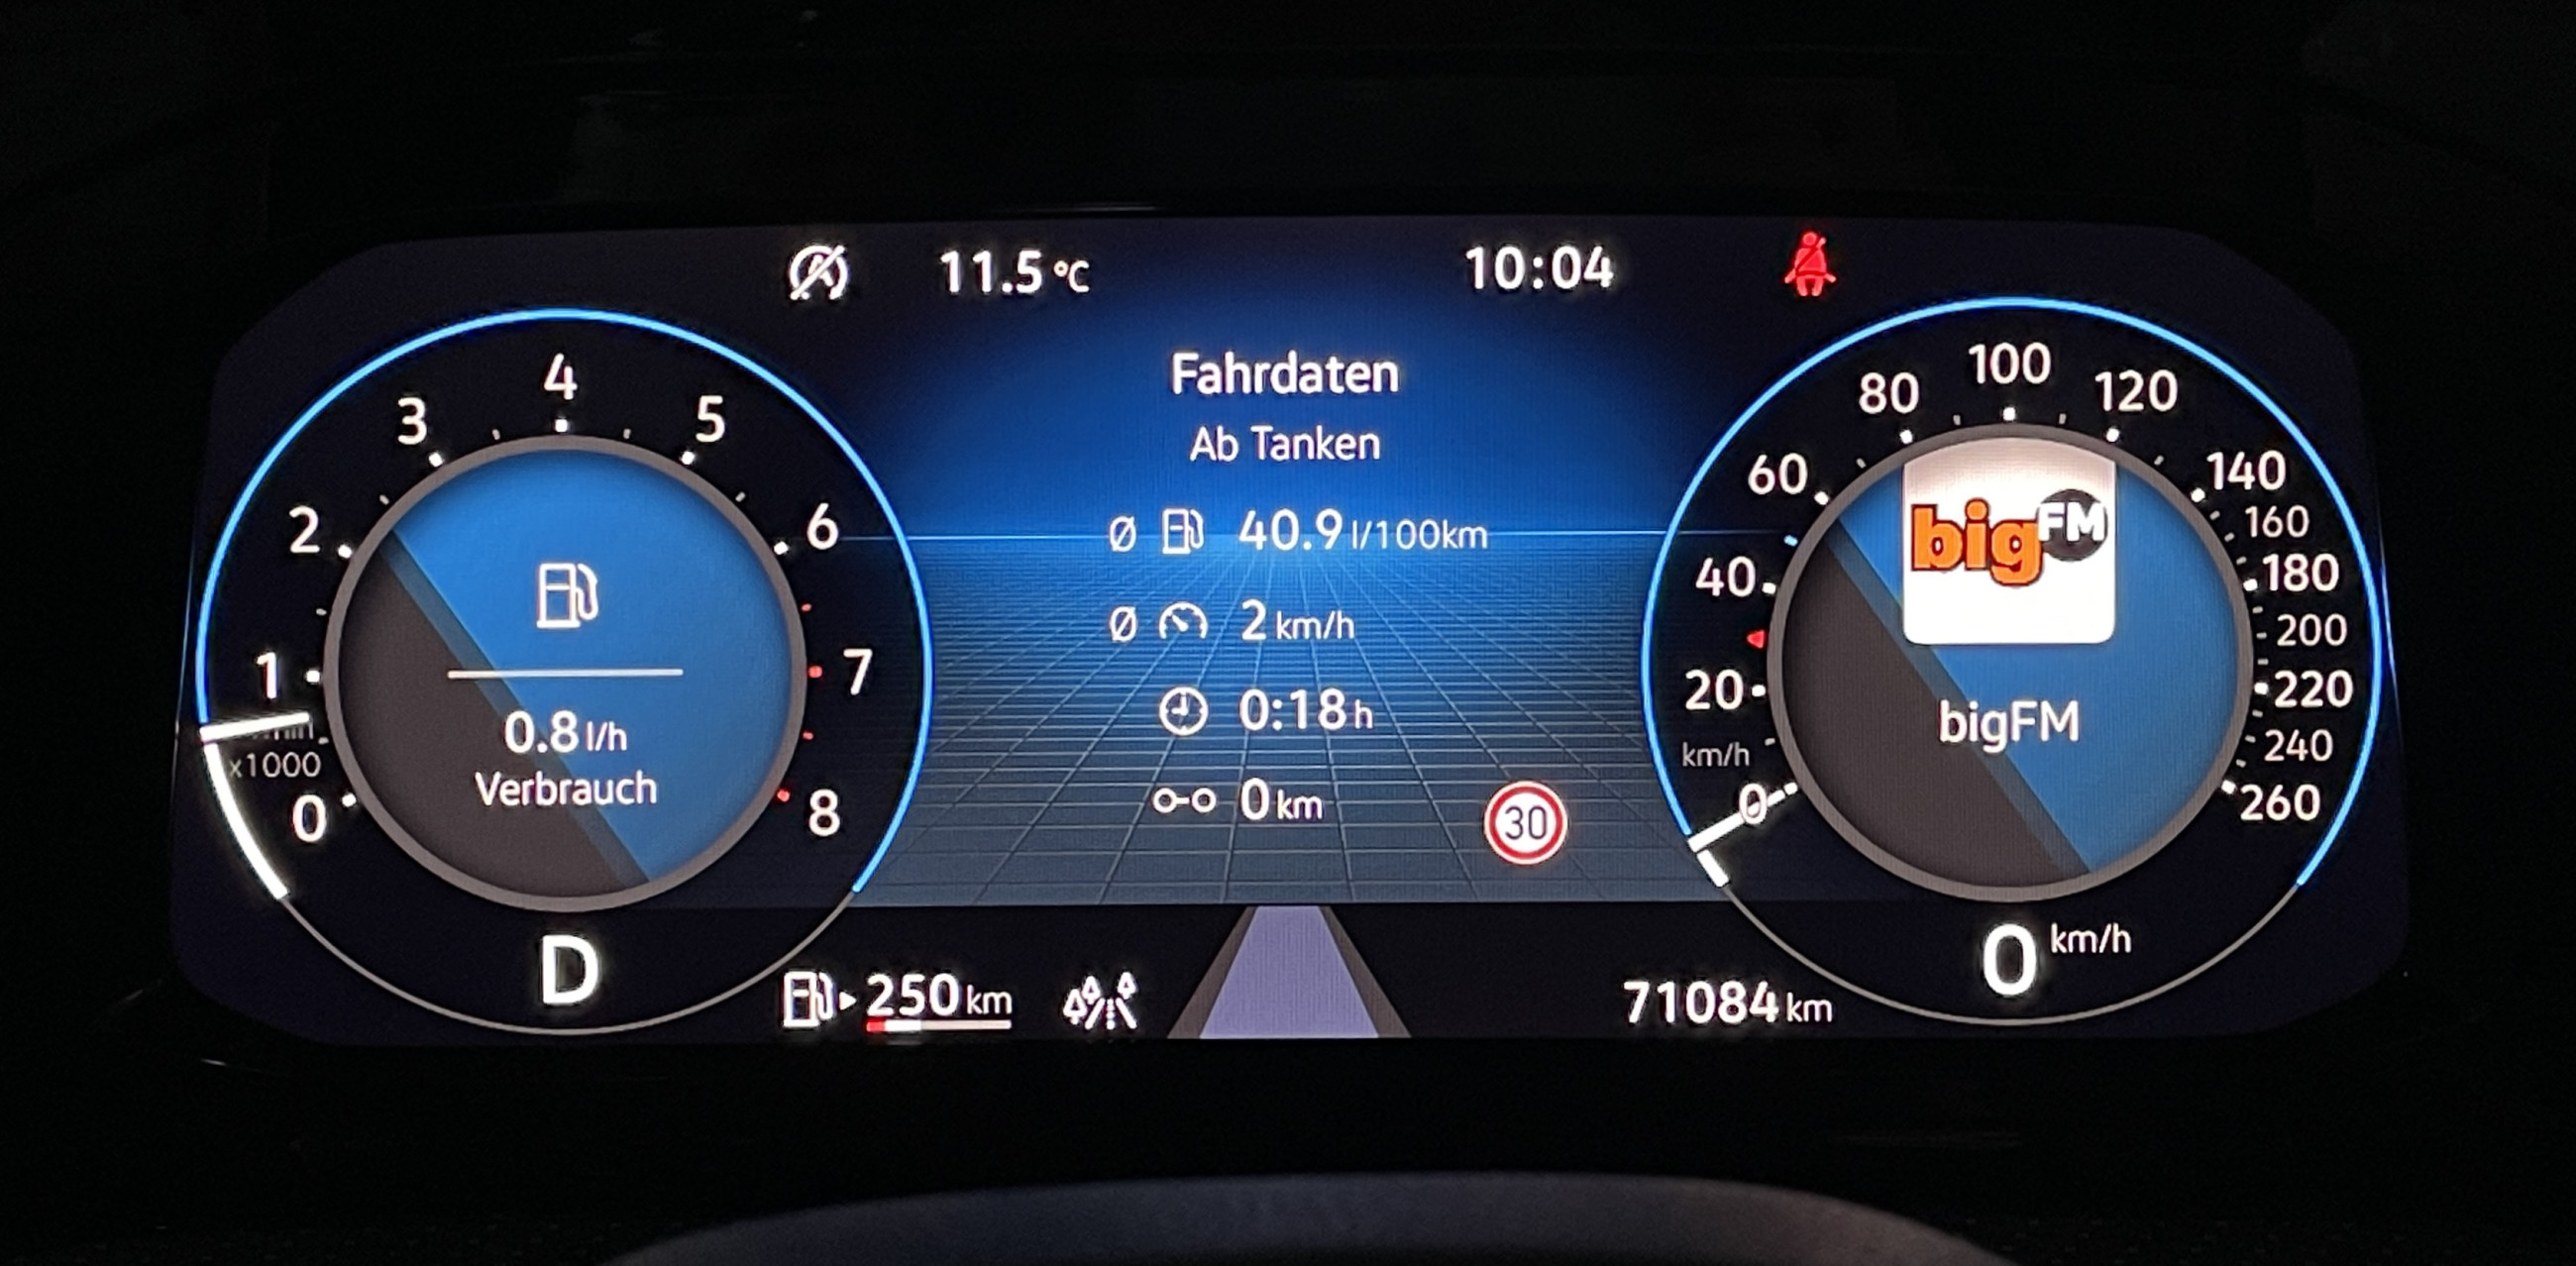 11.5 °C
10:04
Fahrdaten
Ab Tanken
Ø 40.9 l/100km
Ø 2 km/h
0:18 h
0 km
30
0
1
2
3
4
5
6
7
8
x1000
0.8 l/h
Verbrauch
D
250 km
71084 km
0
20
40
60
80
100
120
140
160
180
200
220
240
260
km/h
bigFM
bigFM
0 km/h